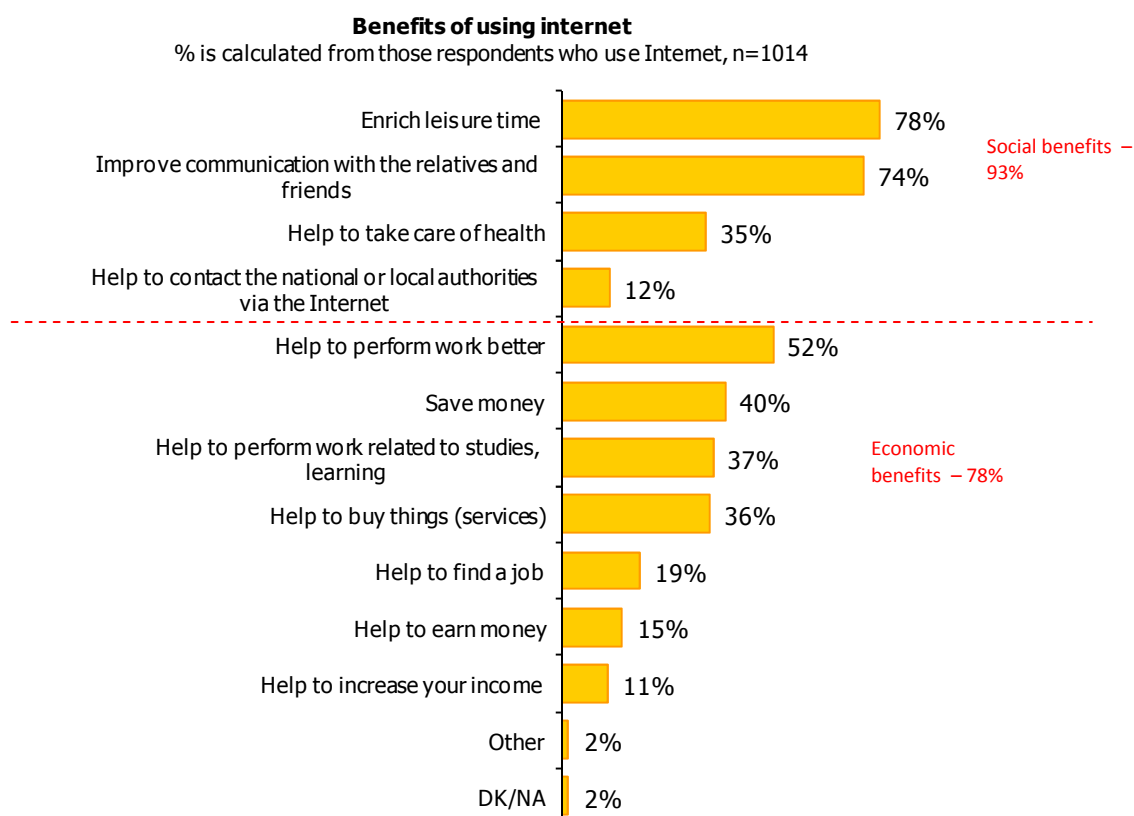 Benefits of using internet
% is calculated from those respondents who use Internet, n=1014
Enrich leisure time
78%
Improve communication with the relatives and
friends
74%
Social benefits –
93%
Help to take care of health
35%
Help to contact the national or local authorities
via the Internet
12%
Help to perform work better
52%
Save money
40%
Help to perform work related to studies,
learning
37%
Economic
benefits – 78%
Help to buy things (services)
36%
Help to find a job
19%
Help to earn money
15%
Help to increase your income
11%
Other
2%
DK/NA
2%